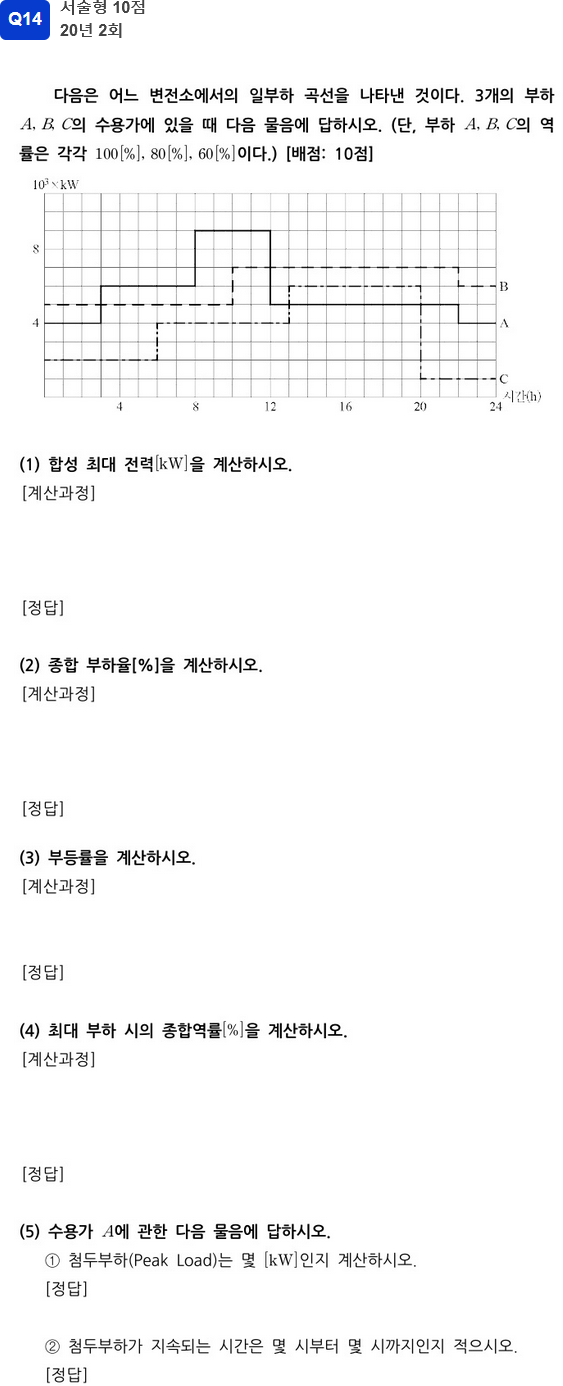 Q14
서술형 10점
20년 2회
다음은 어느 변전소에서의 일부하 곡선을 나타낸 것이다. 3개의 부하
A, B, C의 수용가에 있을 때 다음 물음에 답하시오. (단, 부하 A, B, C의 역
률은 각각 100[%], 80[%], 60[%]이다.) [배점: 10점]
10³×kW
8
B
4
A
C
시간(h)
4 8 12 16 20 24
(1) 합성 최대 전력[kW]을 계산하시오.
[계산과정]
[정답]
(2) 종합 부하율[%]을 계산하시오.
[계산과정]
[정답]
(3) 부등률을 계산하시오.
[계산과정]
[정답]
(4) 최대 부하 시의 종합역률[%]을 계산하시오.
[계산과정]
[정답]
(5) 수용가 A에 관한 다음 물음에 답하시오.
① 첨두부하(Peak Load)는 몇 [kW]인지 계산하시오.
[정답]
② 첨두부하가 지속되는 시간은 몇 시부터 몇 시까지인지 적으시오.
[정답]